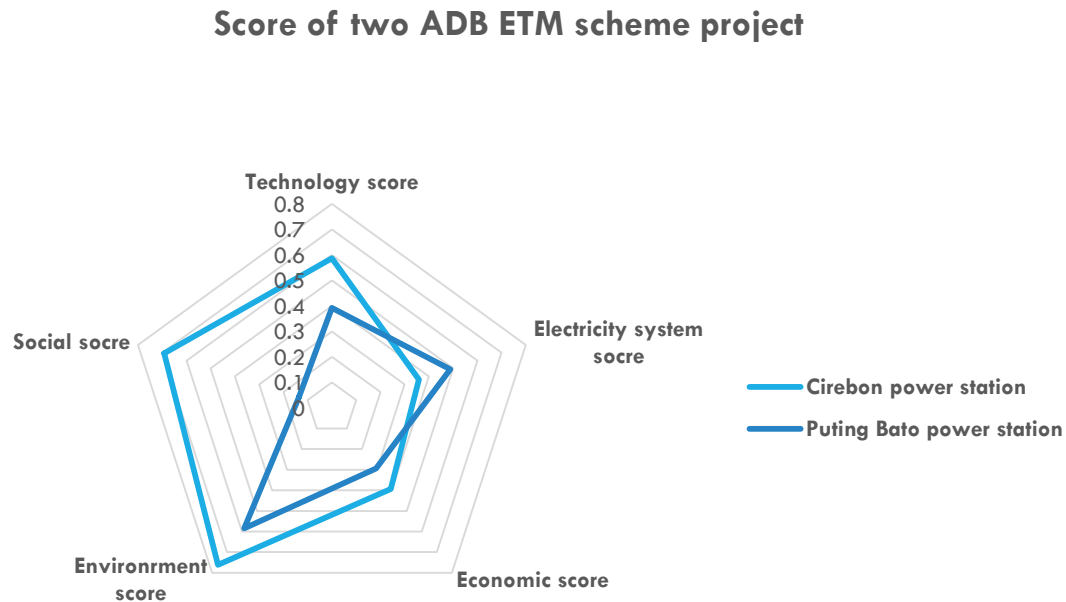 Score of two ADB ETM scheme project
Technology score
0.8
0.7
0.6
0.5
0.4
0.3
0.2
0.1
0
Electricity system
socre
Social socre
Cirebon power station
Puting Bato power station
Environrment
score
Economic score